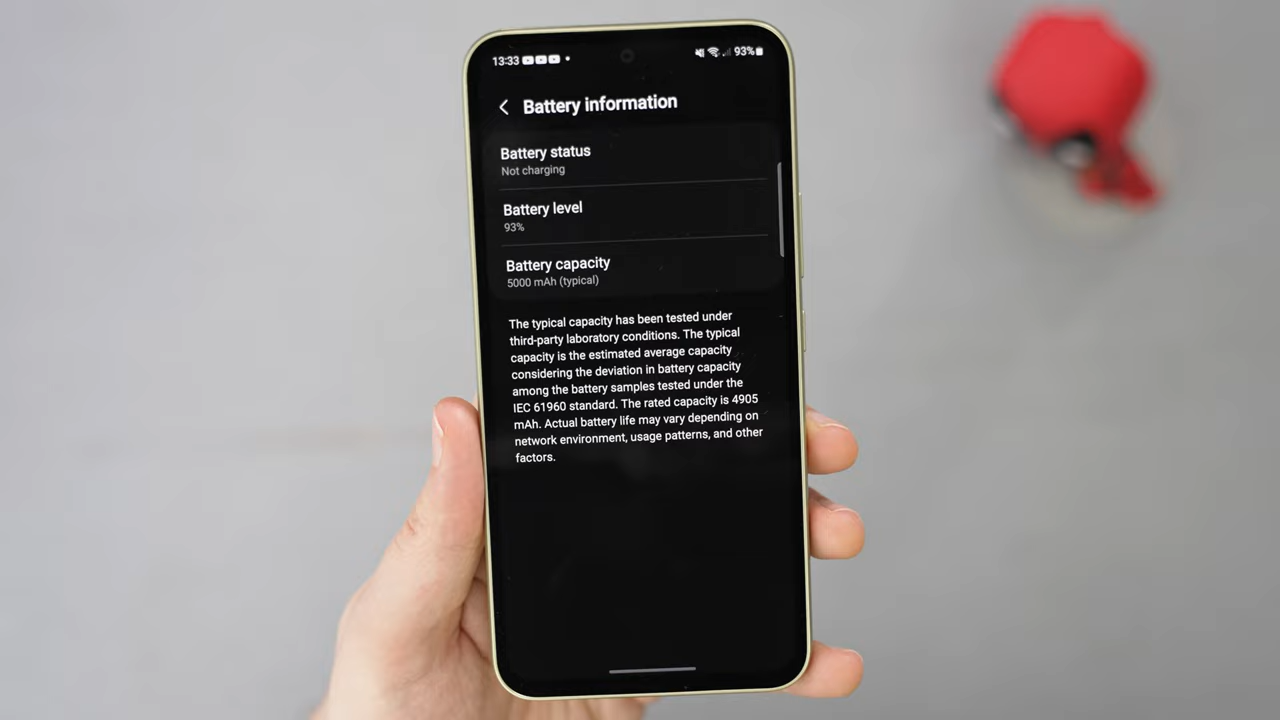 13:33 93%
Battery information
Battery status
Not charging
Battery level
93%
Battery capacity
5000 mAh (typical)
The typical capacity has been tested under
third-party laboratory conditions. The typical
capacity is the estimated average capacity
considering the deviation in battery capacity
among the battery samples tested under the
IEC 61960 standard. The rated capacity is 4905
mAh. Actual battery life may vary depending on
network environment, usage patterns, and other
factors.